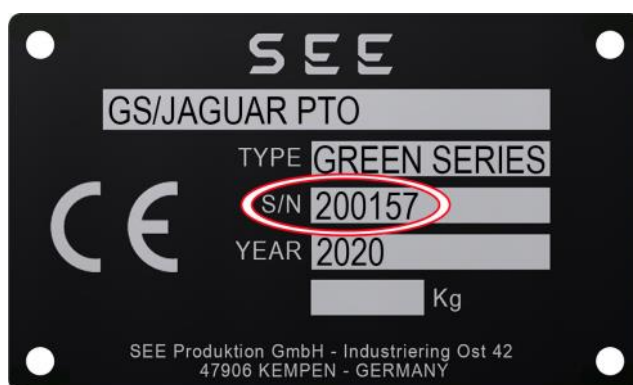 SEE
GS/JAGUAR PTO
TYPE GREEN SERIES
S/N 200157
CE YEAR 2020
Kg
SEE Produktion GmbH - Industriering Ost 42
47906 KEMPEN - GERMANY